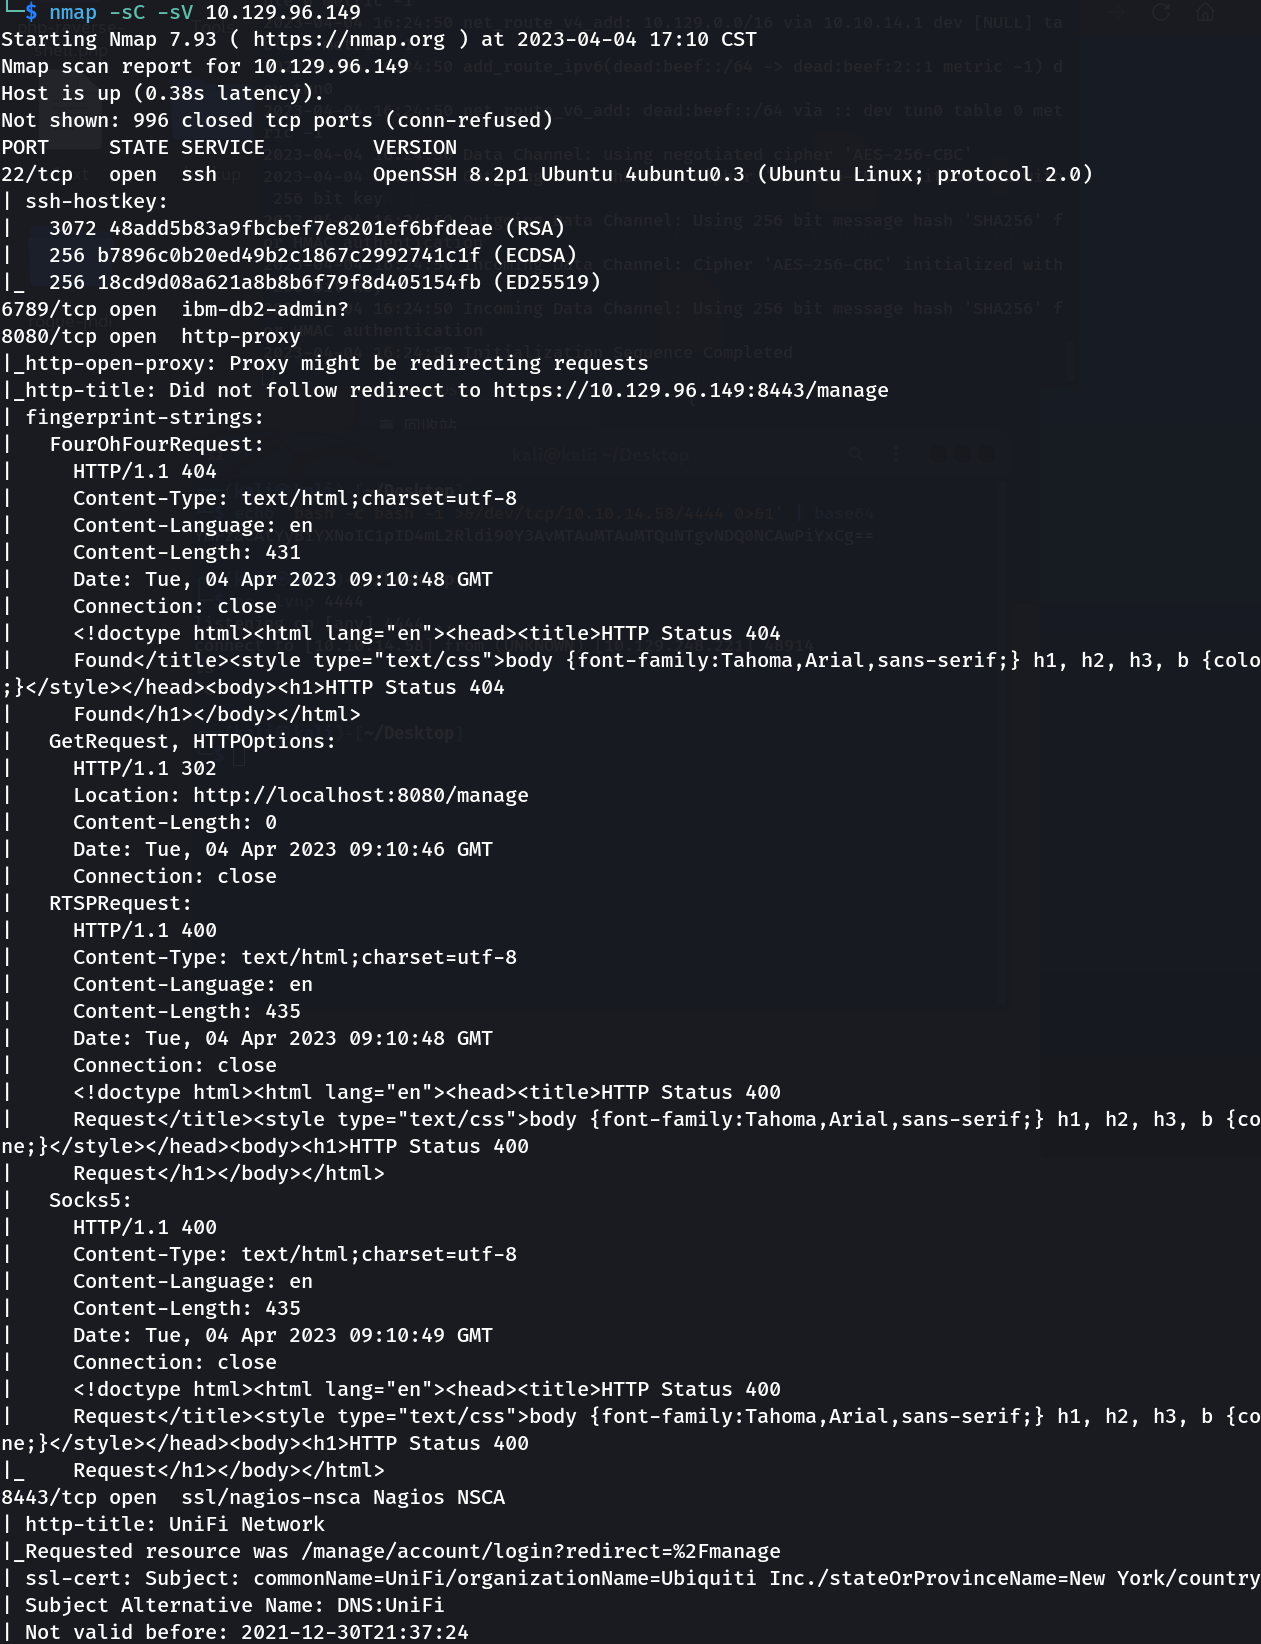 └─$ nmap -sC -sV 10.129.96.149
Starting Nmap 7.93 ( https://nmap.org ) at 2023-04-04 17:10 CST
Nmap scan report for 10.129.96.149
Host is up (0.38s latency).
Not shown: 996 closed tcp ports (conn-refused)
PORT     STATE SERVICE         VERSION
22/tcp   open  ssh             OpenSSH 8.2p1 Ubuntu 4ubuntu0.3 (Ubuntu Linux; protocol 2.0)
| ssh-hostkey:
|   3072 48add5b83a9fbcbef7e8201ef6bfdeae (RSA)
|   256 b7896c0b20ed49b2c1867c2992741c1f (ECDSA)
|_  256 18cd9d08a621a8b8b6f79f8d405154fb (ED25519)
6789/tcp open  ibm-db2-admin?
8080/tcp open  http-proxy
|_http-open-proxy: Proxy might be redirecting requests
|_http-title: Did not follow redirect to https://10.129.96.149:8443/manage
| fingerprint-strings:
|   FourOhFourRequest:
|     HTTP/1.1 404
|     Content-Type: text/html;charset=utf-8
|     Content-Language: en
|     Content-Length: 431
|     Date: Tue, 04 Apr 2023 09:10:48 GMT
|     Connection: close
|     <!doctype html><html lang="en"><head><title>HTTP Status 404
|     Found</title><style type="text/css">body {font-family:Tahoma,Arial,sans-serif;} h1, h2, h3, b {colo
;}</style></head><body><h1>HTTP Status 404
|     Found</h1></body></html>
|   GetRequest, HTTPOptions:
|     HTTP/1.1 302
|     Location: http://localhost:8080/manage
|     Content-Length: 0
|     Date: Tue, 04 Apr 2023 09:10:46 GMT
|     Connection: close
|   RTSPRequest:
|     HTTP/1.1 400
|     Content-Type: text/html;charset=utf-8
|     Content-Language: en
|     Content-Length: 435
|     Date: Tue, 04 Apr 2023 09:10:48 GMT
|     Connection: close
|     <!doctype html><html lang="en"><head><title>HTTP Status 400
|     Request</title><style type="text/css">body {font-family:Tahoma,Arial,sans-serif;} h1, h2, h3, b {co
ne;}</style></head><body><h1>HTTP Status 400
|     Request</h1></body></html>
|   Socks5:
|     HTTP/1.1 400
|     Content-Type: text/html;charset=utf-8
|     Content-Language: en
|     Content-Length: 435
|     Date: Tue, 04 Apr 2023 09:10:49 GMT
|     Connection: close
|     <!doctype html><html lang="en"><head><title>HTTP Status 400
|     Request</title><style type="text/css">body {font-family:Tahoma,Arial,sans-serif;} h1, h2, h3, b {co
ne;}</style></head><body><h1>HTTP Status 400
|_    Request</h1></body></html>
8443/tcp open  ssl/nagios-nsca Nagios NSCA
| http-title: UniFi Network
|_Requested resource was /manage/account/login?redirect=%2Fmanage
| ssl-cert: Subject: commonName=UniFi/organizationName=Ubiquiti Inc./stateOrProvinceName=New York/country
| Subject Alternative Name: DNS:UniFi
| Not valid before: 2021-12-30T21:37:24